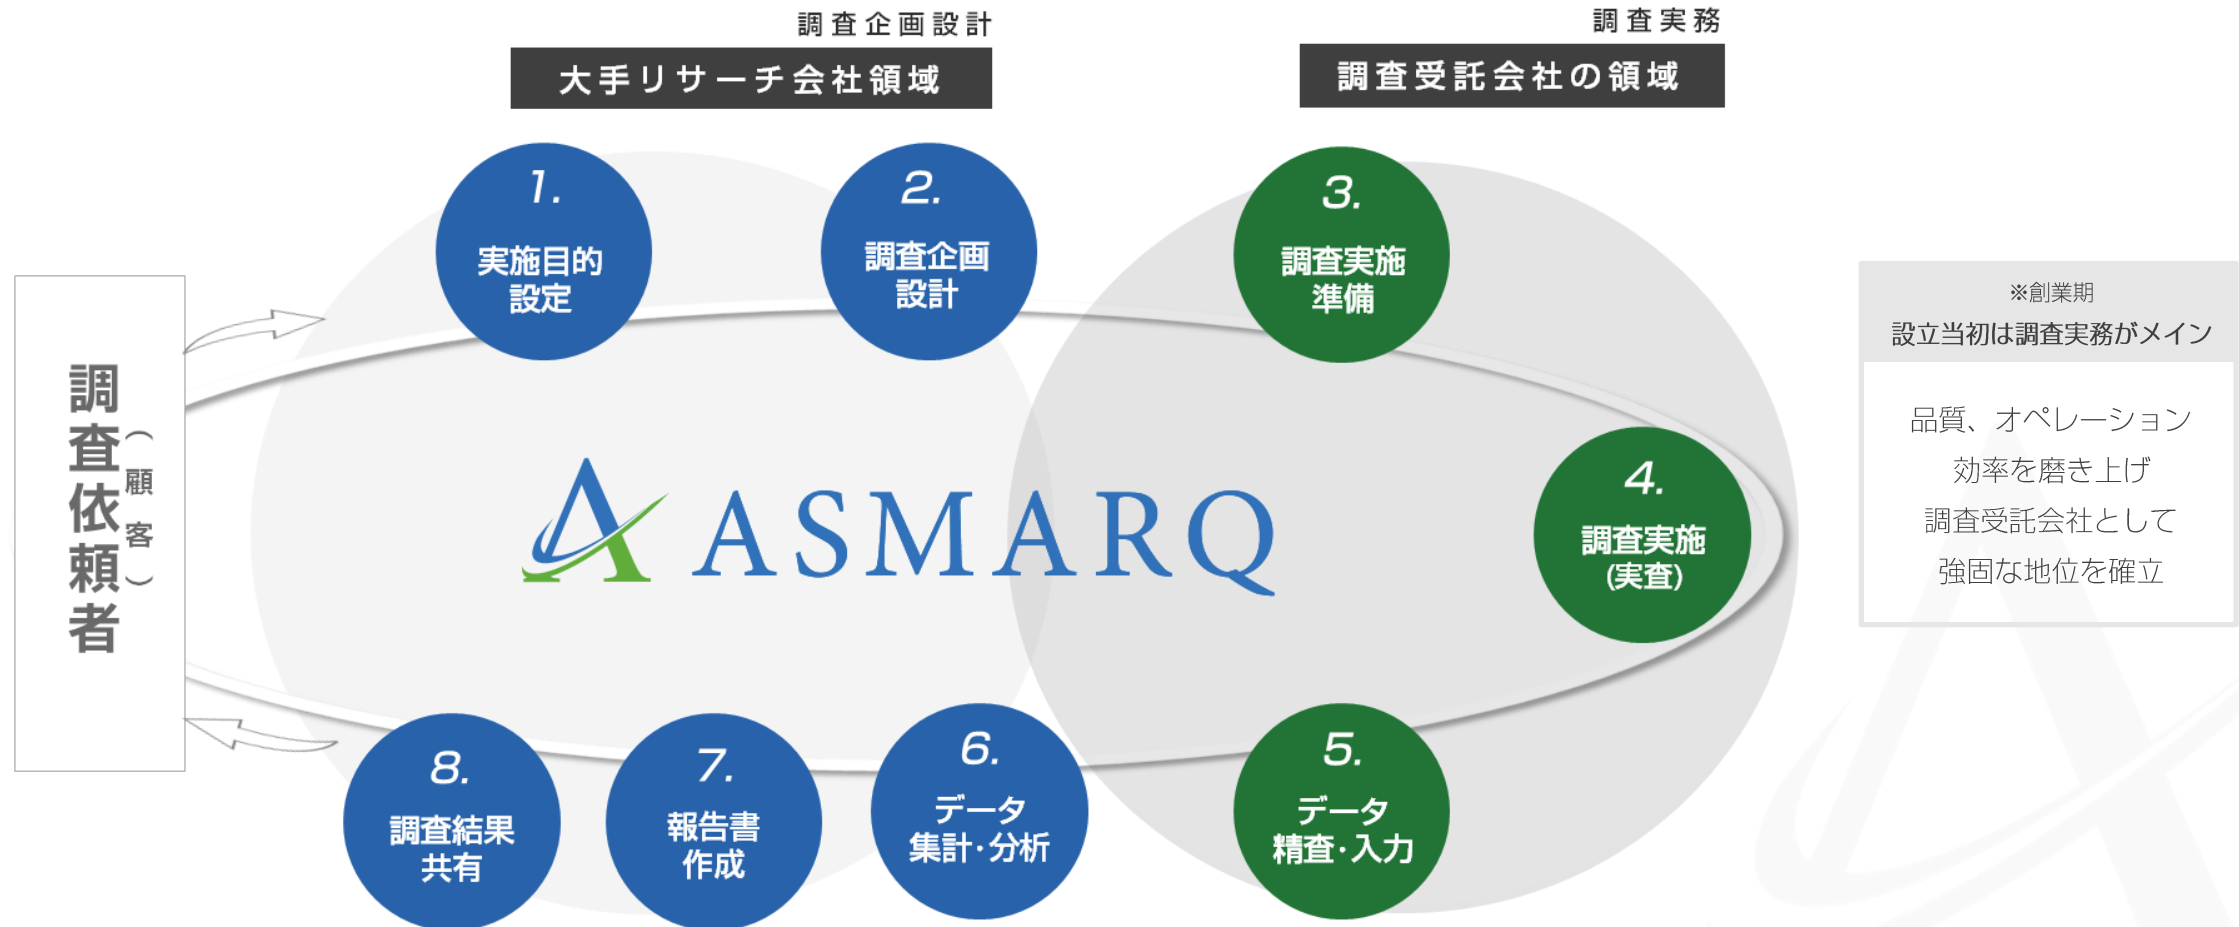 調査企画設計
大手リサーチ会社領域
調査実務
調査受託会社の領域
調査依頼者
(顧客)
1.
実施目的
設定
2.
調査企画
設計
3.
調査実施
準備
4.
調査実施
(実査)
5.
データ
精査・入力
6.
データ
集計・分析
7.
報告書
作成
8.
調査結果
共有
ASMARQ
※創業期
設立当初は調査実務がメイン
品質、オペレーション
効率を磨き上げ
調査受託会社として
強固な地位を確立